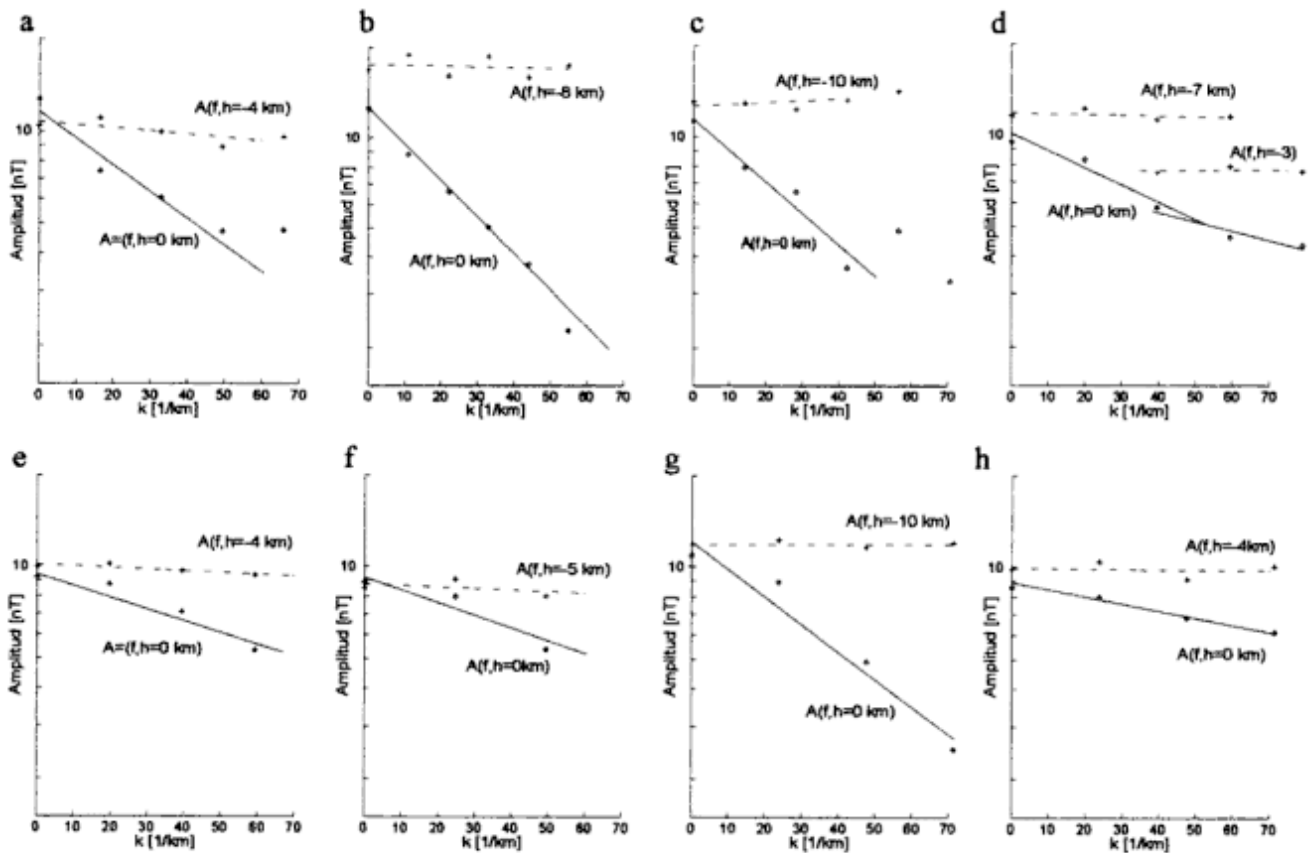 a
10
Amplitud [nT]
A(f,h=-4 km)
A=(f,h=0 km)
0 10 20 30 40 50 60 70
k [1/km]
b
10
Amplitud [nT]
A(f,h=-8 km)
A(f,h=0 km)
0 10 20 30 40 50 60 70
k [1/km]
c
10
Amplitud [nT]
A(f,h=-10 km)
A(f,h=0 km)
0 10 20 30 40 50 60 70
k [1/km]
d
10
Amplitud [nT]
A(f,h=-7 km)
A(f,h=-3)
A(f,h=0 km)
0 20 40 60 80
k [1/km]
e
10
Amplitud [nT]
A(f,h=-4 km)
A=(f,h=0 km)
0 10 20 30 40 50 60 70
k [1/km]
f
10
Amplitud [nT]
A(f,h=-5 km)
A(f,h=0km)
0 10 20 30 40 50 60 70
k [1/km]
g
10
Amplitud [nT]
A(f,h=-10 km)
A(f,h=0 km)
0 10 20 30 40 50 60 70
k [1/km]
h
10
Amplitud [nT]
A(f,h=-4km)
A(f,h=0 km)
0 10 20 30 40 50 60 70
k [1/km]